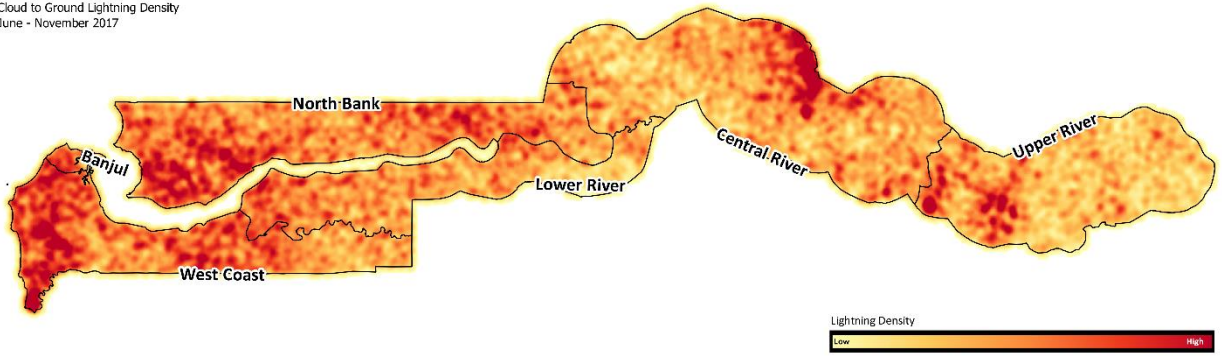 Cloud to Ground Lightning Density
June - November 2017
North Bank
Banjul
Central River
Upper River
Lower River
West Coast
Lightning Density
Low
High